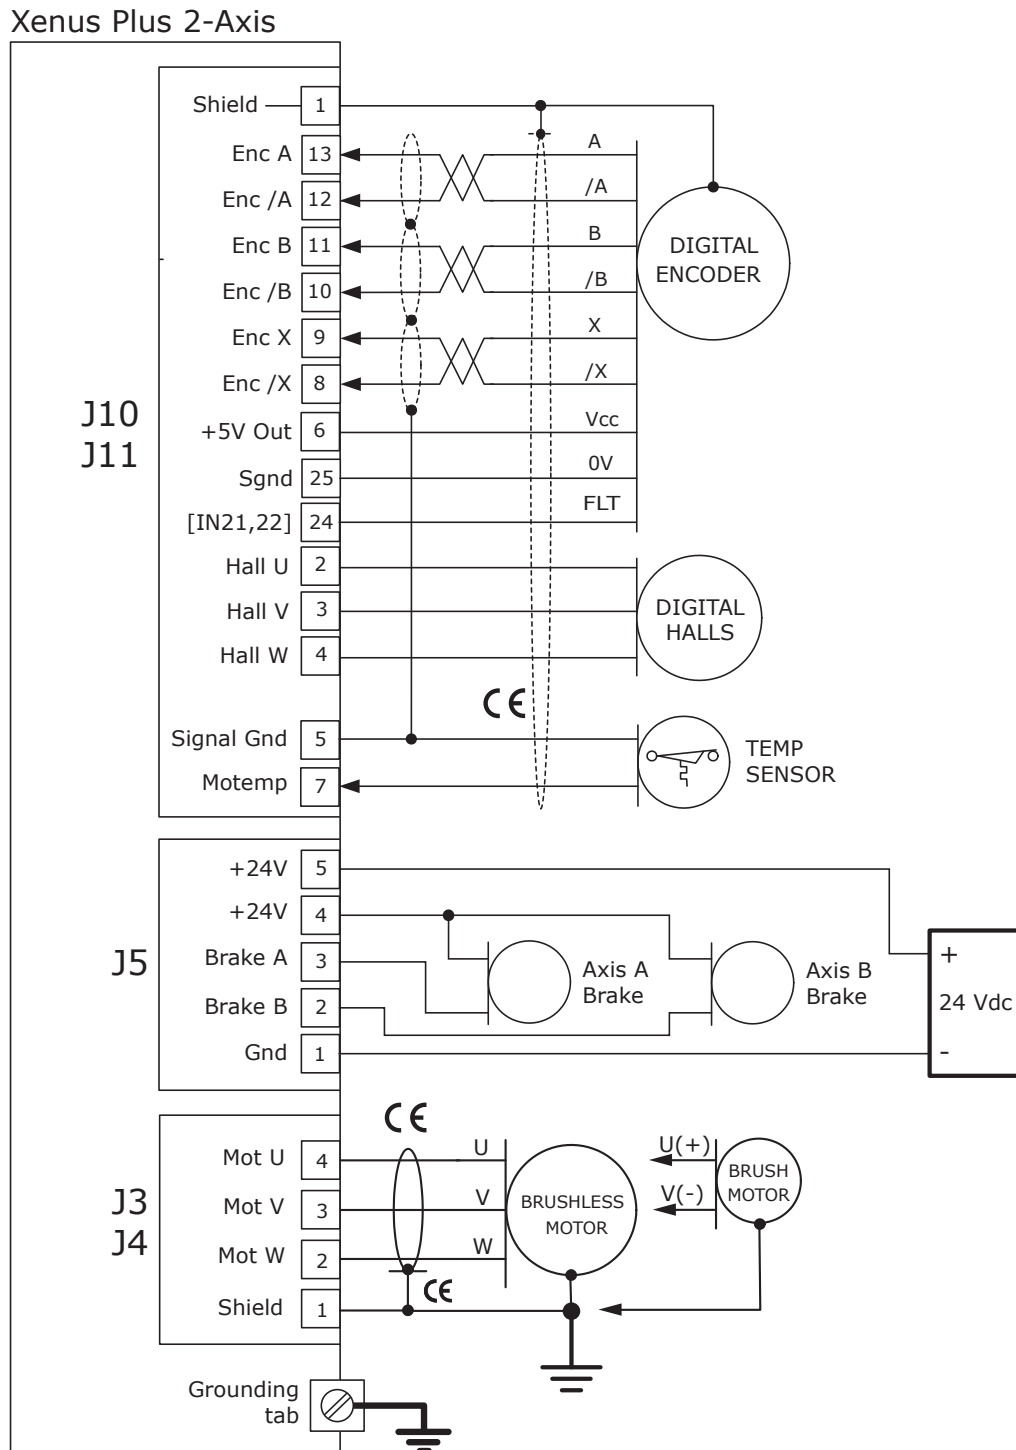 Xenus Plus 2-Axis
Shield 1
Enc A 13 A
Enc /A 12 /A
Enc B 11 B
Enc /B 10 /B
Enc X 9 X
Enc /X 8 /X
DIGITAL
ENCODER
J10
J11
+5V Out 6 Vcc
Sgnd 25 0V
[IN21,22] 24 FLT
Hall U 2
Hall V 3
Hall W 4
DIGITAL
HALLS
CE
Signal Gnd 5
Motemp 7
TEMP
SENSOR
J5
+24V 5
+24V 4
Brake A 3
Brake B 2
Gnd 1
Axis A
Brake
Axis B
Brake
+
24 Vdc
-
CE
J3
J4
Mot U 4 U
Mot V 3 V
Mot W 2 W
Shield 1
BRUSHLESS
MOTOR
U(+)
V(-)
BRUSH
MOTOR
CE
Grounding
tab